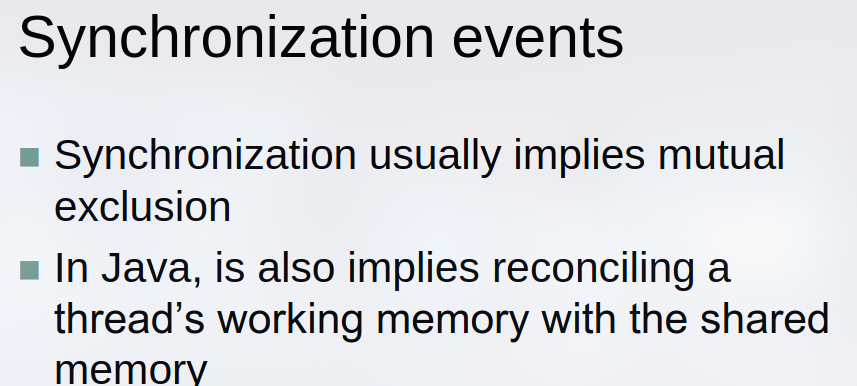 Synchronization events
Synchronization usually implies mutual
exclusion
In Java, is also implies reconciling a
thread’s working memory with the shared
memory